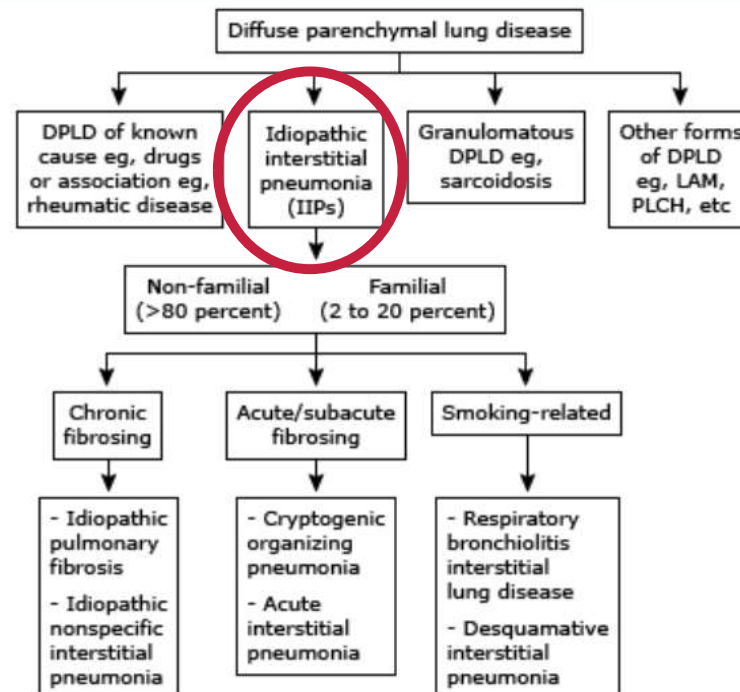 Diffuse parenchymal lung disease
DPLD of known
cause eg, drugs
or association eg,
rheumatic disease
Idiopathic
interstitial
pneumonia
(IIPs)
Granulomatous
DPLD eg,
sarcoidosis
Other forms
of DPLD
eg, LAM,
PLCH, etc
Non-familial
(>80 percent)
Familial
(2 to 20 percent)
Chronic
fibrosing
Acute/subacute
fibrosing
Smoking-related
- Idiopathic
pulmonary
fibrosis
- Idiopathic
nonspecific
interstitial
pneumonia
- Cryptogenic
organizing
pneumonia
- Acute
interstitial
pneumonia
- Respiratory
bronchiolitis
interstitial
lung disease
- Desquamative
interstitial
pneumonia